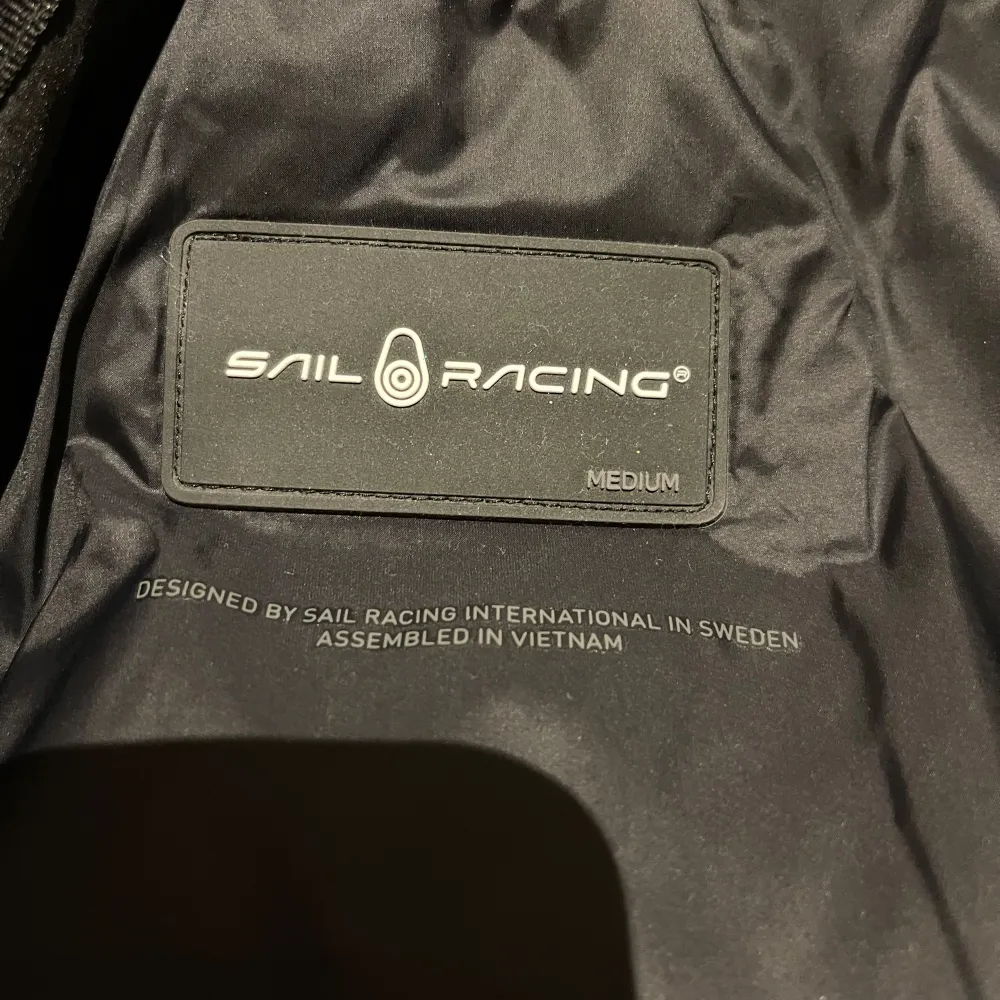 SAIL RACING®
MEDIUM
DESIGNED BY SAIL RACING INTERNATIONAL IN SWEDEN
ASSEMBLED IN VIETNAM